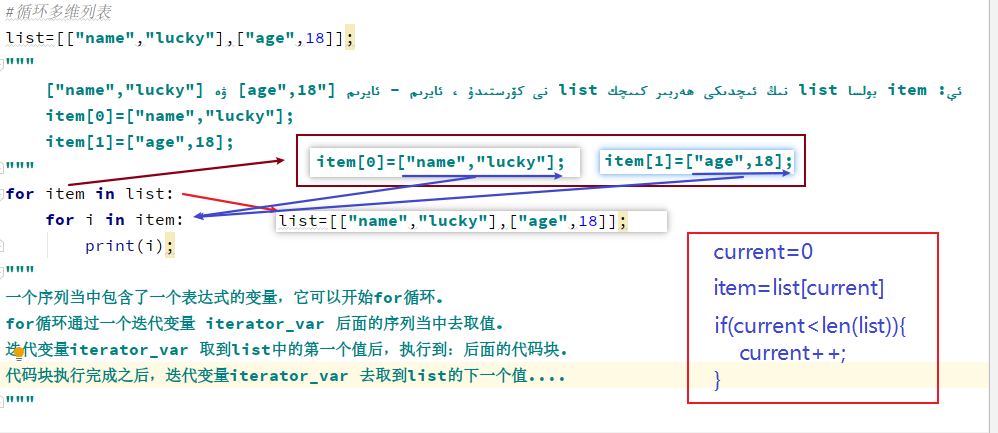 #循环多维列表
list=[["name","lucky"],["age",18]];
"""
ئې: item بولسا list نىڭ ئىچىدىكى ھەربىر كىچىك list نى كۆرستىدۇ ، ئايرىم - ئايرىم ["age",18] ۋە ["name","lucky"]
item[0]=["name","lucky"];
item[1]=["age",18];
"""
item[0]=["name","lucky"];
item[1]=["age",18];
for item in list:
for i in item:
list=[["name","lucky"],["age",18]];
print(i);
"""
一个序列当中包含了一个表达式的变量，它可以开始for循环.
for循环通过一个迭代变量 iterator_var 后面的序列当中去取值.
迭代变量iterator_var 取到list中的第一个值后，执行到：后面的代码块.
代码块执行完成之后，迭代变量iterator_var 去取到list的下一个值....
"""
current=0
item=list[current]
if(current<len(list)){
current++;
}